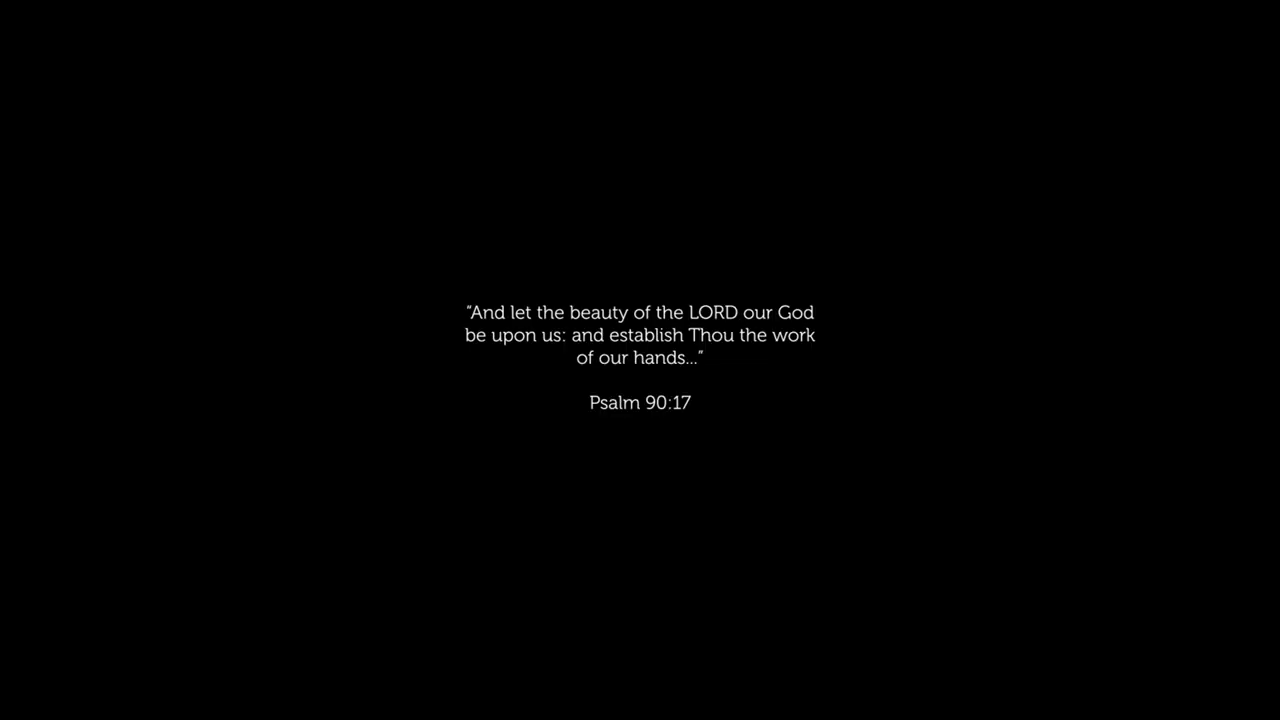 “And let the beauty of the LORD our God
be upon us: and establish Thou the work
of our hands...”
Psalm 90:17